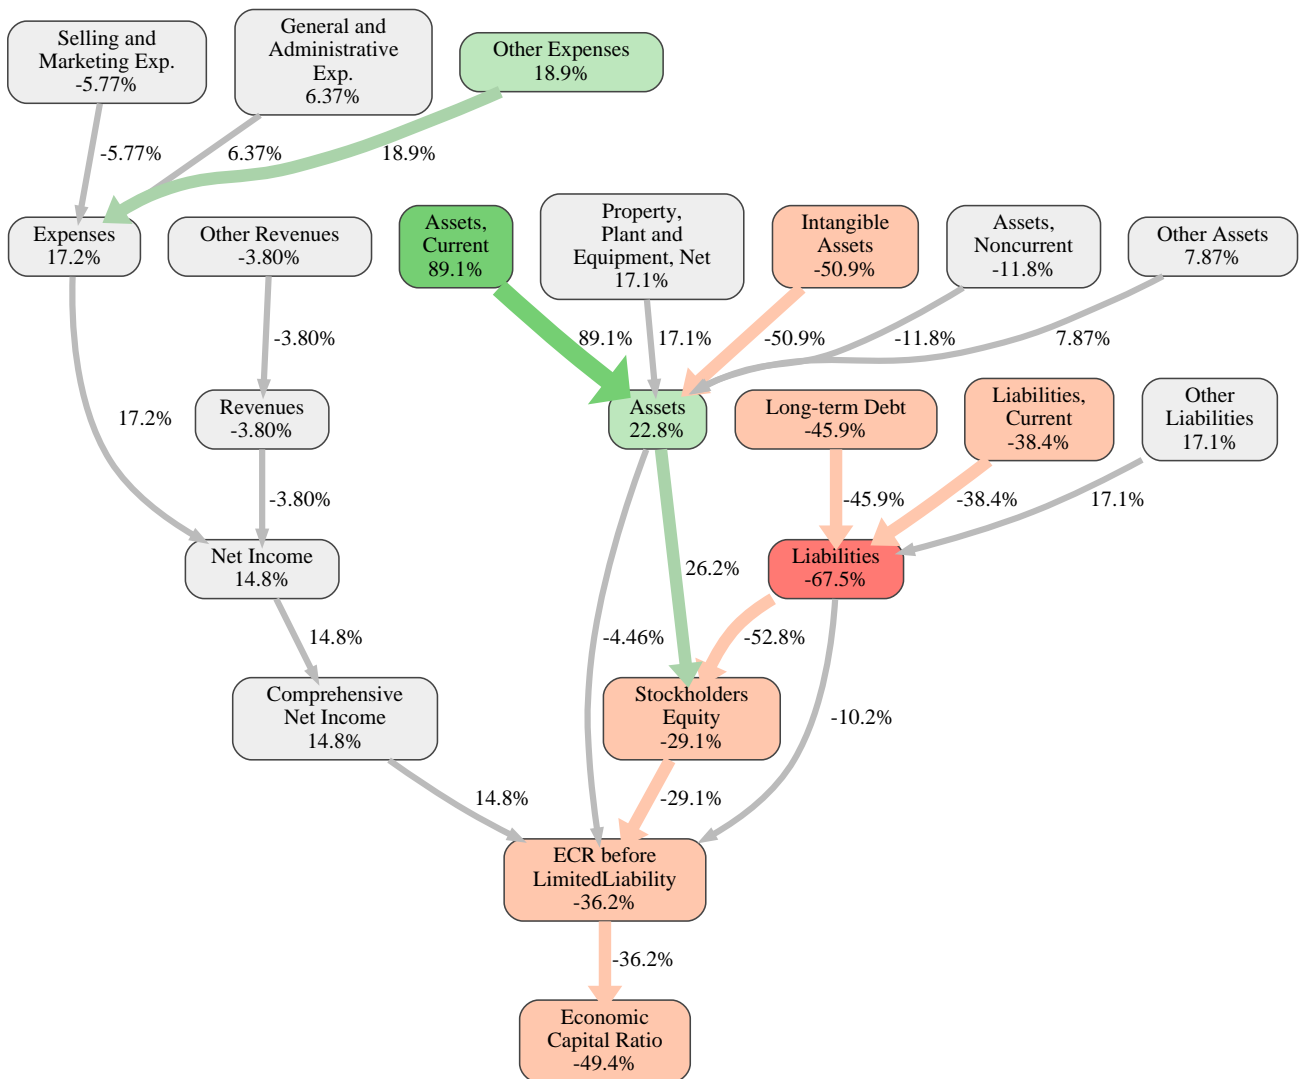 Selling and
Marketing Exp.
-5.77%
General and
Administrative
Exp.
6.37%
Other Expenses
18.9%
-5.77%
6.37%
18.9%
Expenses
17.2%
Other Revenues
-3.80%
Assets,
Current
89.1%
Property,
Plant and
Equipment, Net
17.1%
Intangible
Assets
-50.9%
Assets,
Noncurrent
-11.8%
Other Assets
7.87%
-3.80%
89.1%
17.1%
-50.9%
-11.8%
7.87%
17.2%
Revenues
-3.80%
Assets
22.8%
Long-term Debt
-45.9%
Liabilities,
Current
-38.4%
Other
Liabilities
17.1%
-3.80%
-45.9%
-38.4%
17.1%
Net Income
14.8%
26.2%
Liabilities
-67.5%
14.8%
-4.46%
-52.8%
Comprehensive
Net Income
14.8%
Stockholders
Equity
-29.1%
-10.2%
14.8%
-29.1%
ECR before
LimitedLiability
-36.2%
-36.2%
Economic
Capital Ratio
-49.4%